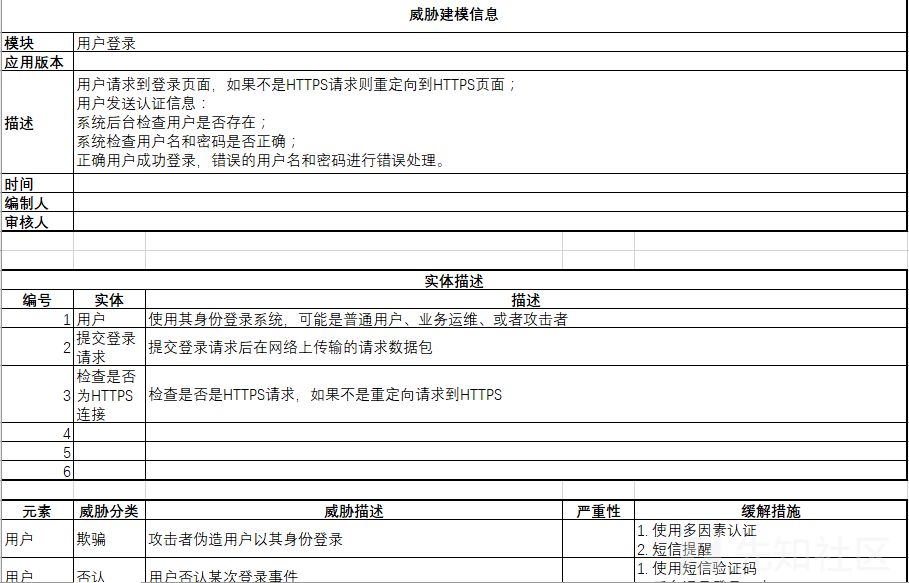 威胁建模信息
模块 用户登录
应用版本
描述 用户请求到登录页面，如果不是HTTPS请求则重定向到HTTPS页面；
用户发送认证信息：
系统后台检查用户是否存在；
系统检查用户名和密码是否正确；
正确用户成功登录，错误的用户名和密码进行错误处理。
时间
编制人
审核人
实体描述
编号 实体 描述
1 用户 使用其身份登录系统，可能是普通用户、业务运维、或者攻击者
2 提交登录请求 提交登录请求后在网络上传输的请求数据包
3 检查是否为HTTPS连接 检查是否是HTTPS请求，如果不是重定向请求到HTTPS
4
5
6
元素 威胁分类 威胁描述 严重性 缓解措施
用户 欺骗 攻击者伪造用户以其身份登录 1. 使用多因素认证
2. 短信提醒
用户 否认 用户否认某次登录事件 1. 使用短信验证码
先知社区